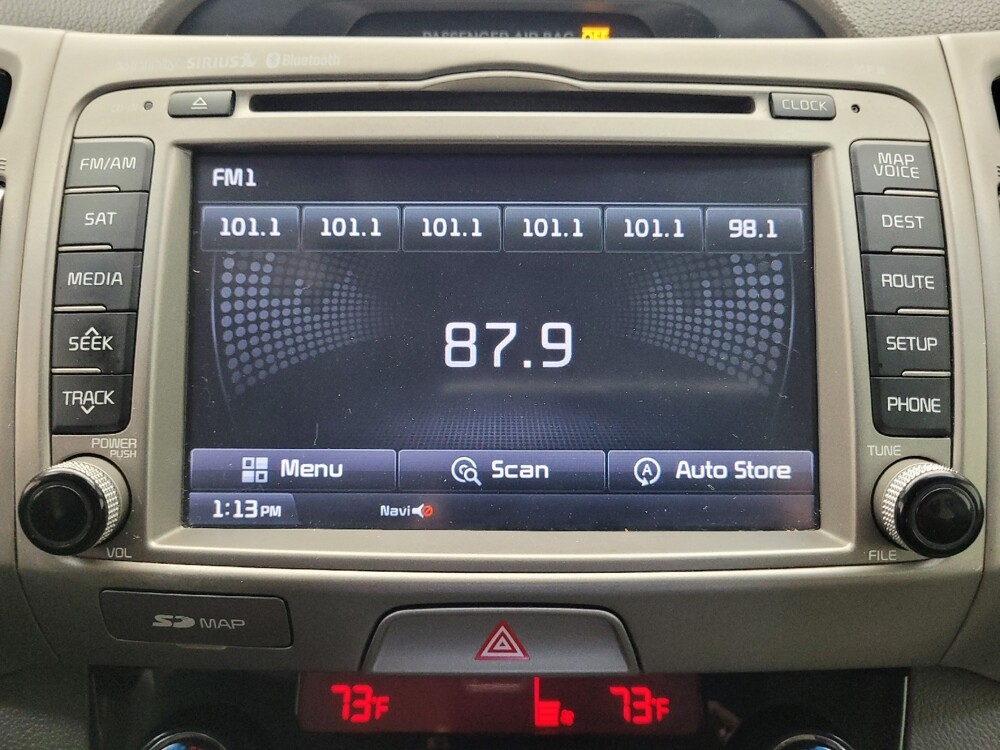 PASSENGER AIR BAG OFF
SIRIUS Bluetooth
CLOCK
FM/AM
SAT
MEDIA
SEEK
TRACK
POWER
PUSH
VOL
FM1
101.1 101.1 101.1 101.1 101.1 98.1
87.9
Menu Scan Auto Store
1:13 PM Navi
MAP
VOICE
DEST
ROUTE
SETUP
PHONE
TUNE
FILE
SD MAP
73°F 73°F